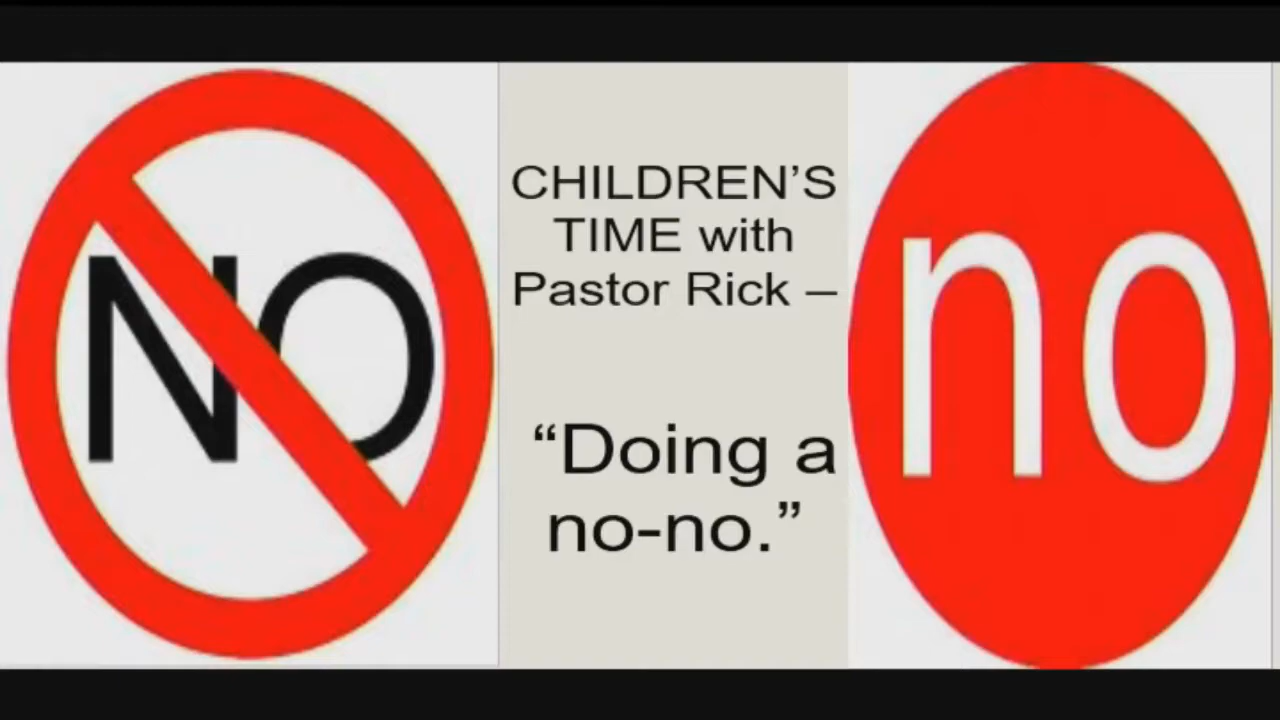 NO
CHILDREN’S
TIME with
Pastor Rick –
“Doing a
no-no.”
no